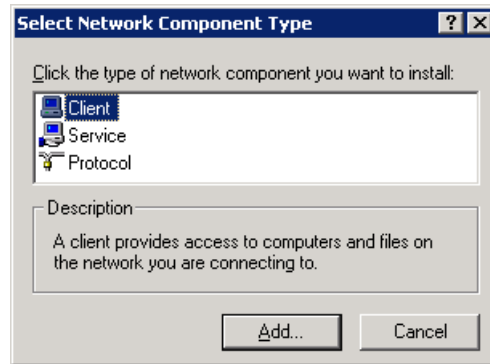 Select Network Component Type
Click the type of network component you want to install:
Client
Service
Protocol
Description
A client provides access to computers and files on
the network you are connecting to.
Add... Cancel